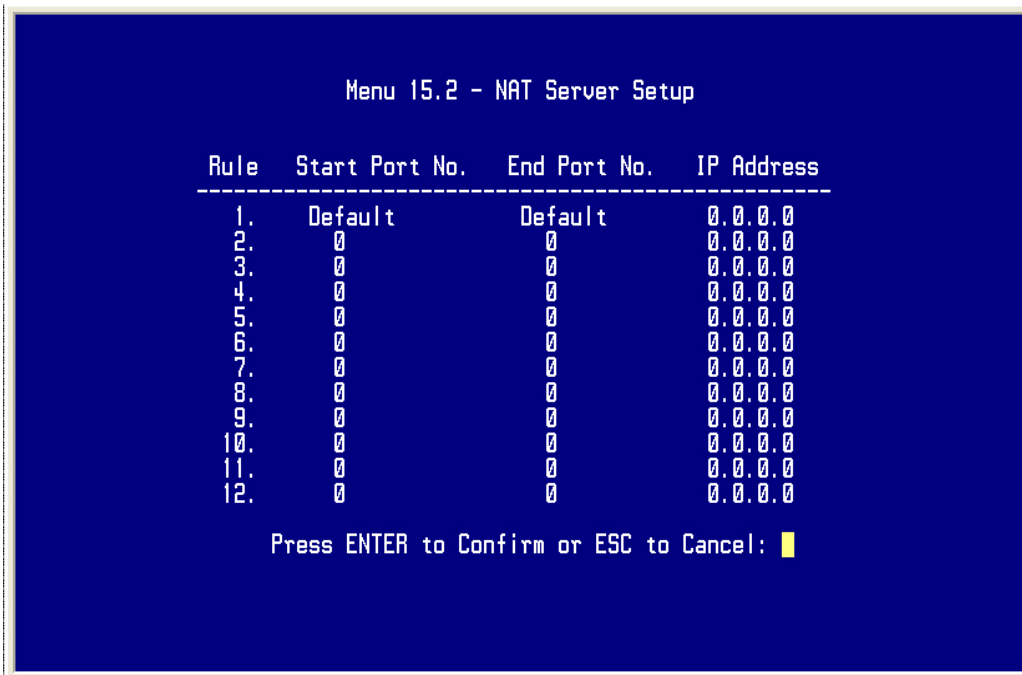 Menu 15.2 - NAT Server Setup
Rule Start Port No. End Port No. IP Address
---------------------------------------------------------
1. Default Default 0.0.0.0
2. 0 0 0.0.0.0
3. 0 0 0.0.0.0
4. 0 0 0.0.0.0
5. 0 0 0.0.0.0
6. 0 0 0.0.0.0
7. 0 0 0.0.0.0
8. 0 0 0.0.0.0
9. 0 0 0.0.0.0
10. 0 0 0.0.0.0
11. 0 0 0.0.0.0
12. 0 0 0.0.0.0
Press ENTER to Confirm or ESC to Cancel: